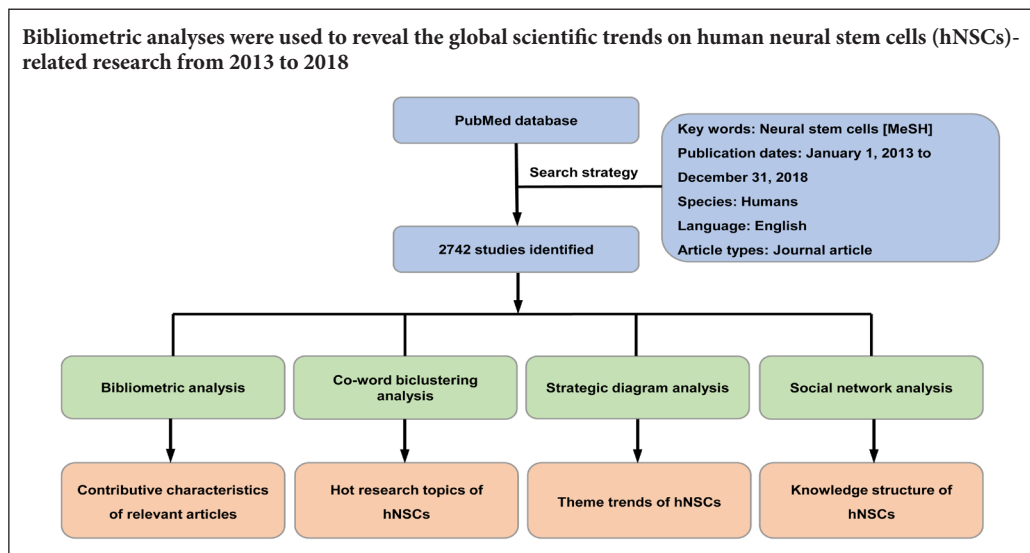 Bibliometric analyses were used to reveal the global scientific trends on human neural stem cells (hNSCs)-
related research from 2013 to 2018
PubMed database
Search strategy
Key words: Neural stem cells [MeSH]
Publication dates: January 1, 2013 to
December 31, 2018
Species: Humans
Language: English
Article types: Journal article
2742 studies identified
Bibliometric analysis
Co-word biclustering
analysis
Strategic diagram analysis
Social network analysis
Contributive characteristics
of relevant articles
Hot research topics of
hNSCs
Theme trends of hNSCs
Knowledge structure of
hNSCs